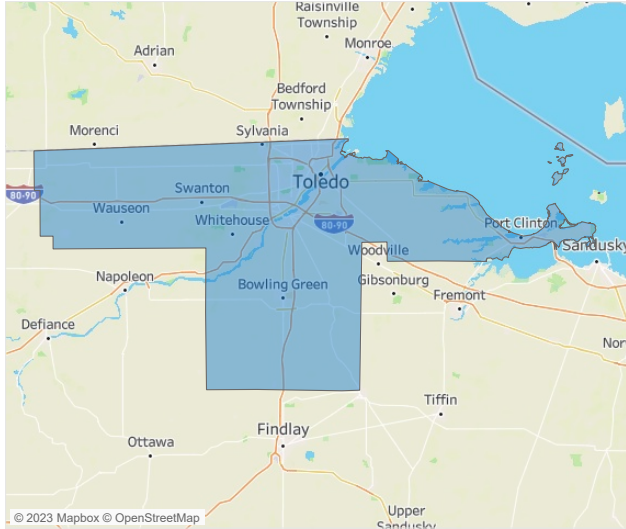 Raisinville
Township
Adrian
Monroe
Bedford
Township
Morenci
Sylvania
80-90
Swanton
Toledo
Wauseon
Whitehouse
80-90
Port Clinton
Woodville
Sandusky
Napoleon
Bowling Green
Gibsonburg
Fremont
Defiance
Nor
Tiffin
Findlay
Ottawa
Upper
Sandusky
© 2023 Mapbox © OpenStreetMap